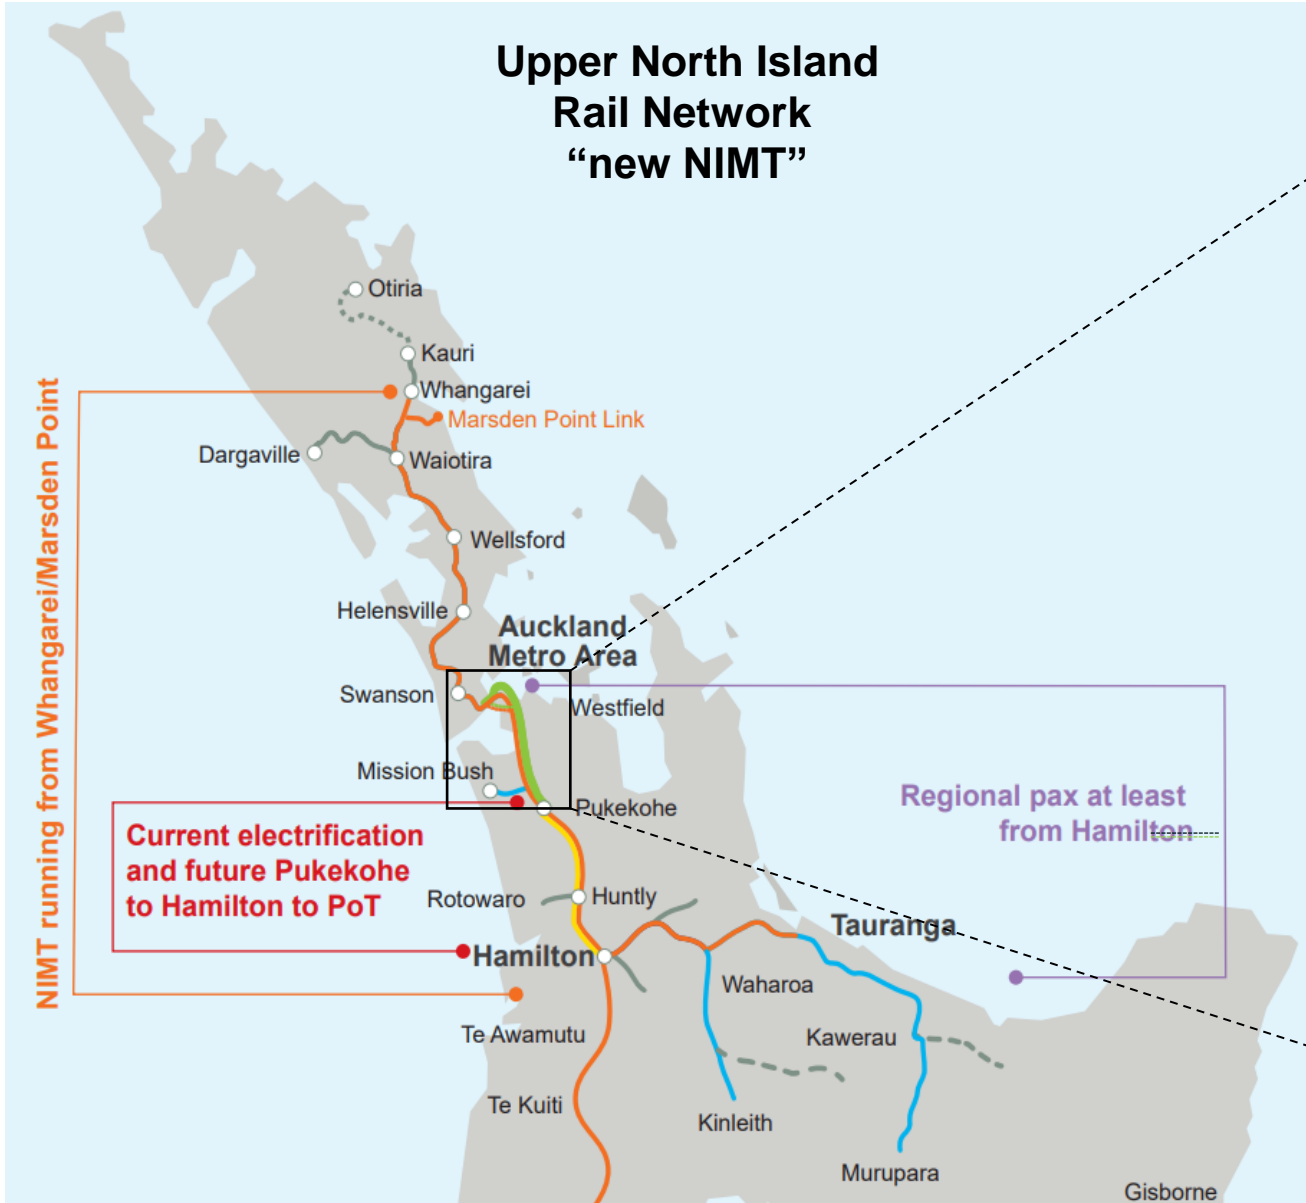 Upper North Island
Rail Network
“new NIMT”
Otiria
Kauri
Whangarei
Marsden Point Link
Dargaville
Waiotira
Wellsford
Helensville
Auckland
Metro Area
Swanson
Westfield
Mission Bush
Pukekohe
NIMT running from Whangarei/Marsden Point
Current electrification
and future Pukekohe
to Hamilton to PoT
Regional pax at least
from Hamilton
Rotowaro
Huntly
Tauranga
Hamilton
Waharoa
Te Awamutu
Kawerau
Te Kuiti
Kinleith
Murupara
Gisborne